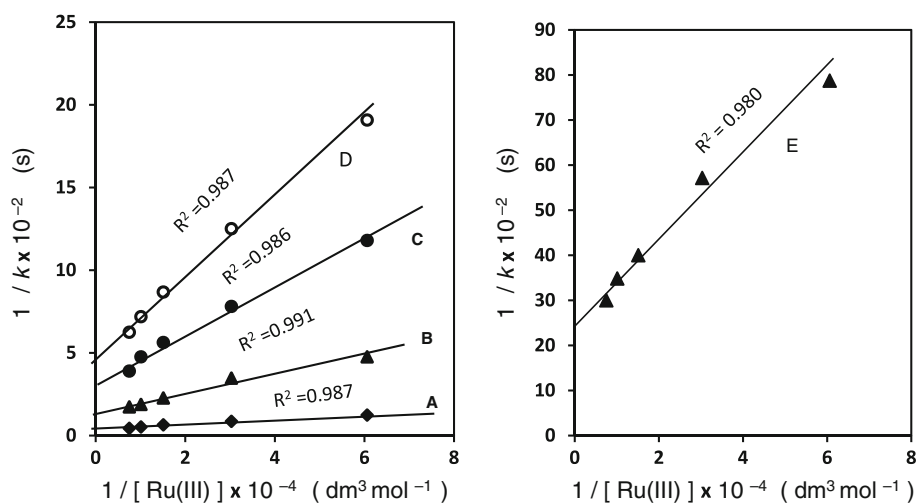 25
20
15
10
5
0
1 / k x 10 ⁻² (s)
R² =0.987
D
R² =0.986
C
R² =0.991
B
R² =0.987
A
0 2 4 6 8
1 / [ Ru(III) ] x 10 ⁻⁴ ( dm³ mol ⁻¹ )
90
80
70
60
50
40
30
20
10
0
1 / k x 10 ⁻² (s)
R² = 0.980
E
0 2 4 6 8
1 / [ Ru(III) ] x 10 ⁻⁴ ( dm³ mol ⁻¹ )